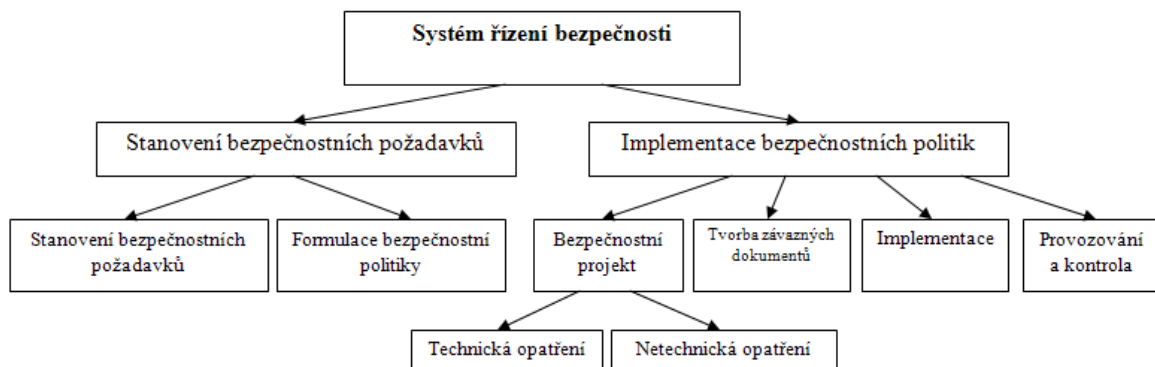 Systém řízení bezpečnosti
Stanovení bezpečnostních požadavků
Implementace bezpečnostních politik
Stanovení bezpečnostních
požadavků
Formulace bezpečnostní
politiky
Bezpečnostní
projekt
Tvorba závazných
dokumentů
Implementace
Provozování
a kontrola
Technická opatření
Netechnická opatření